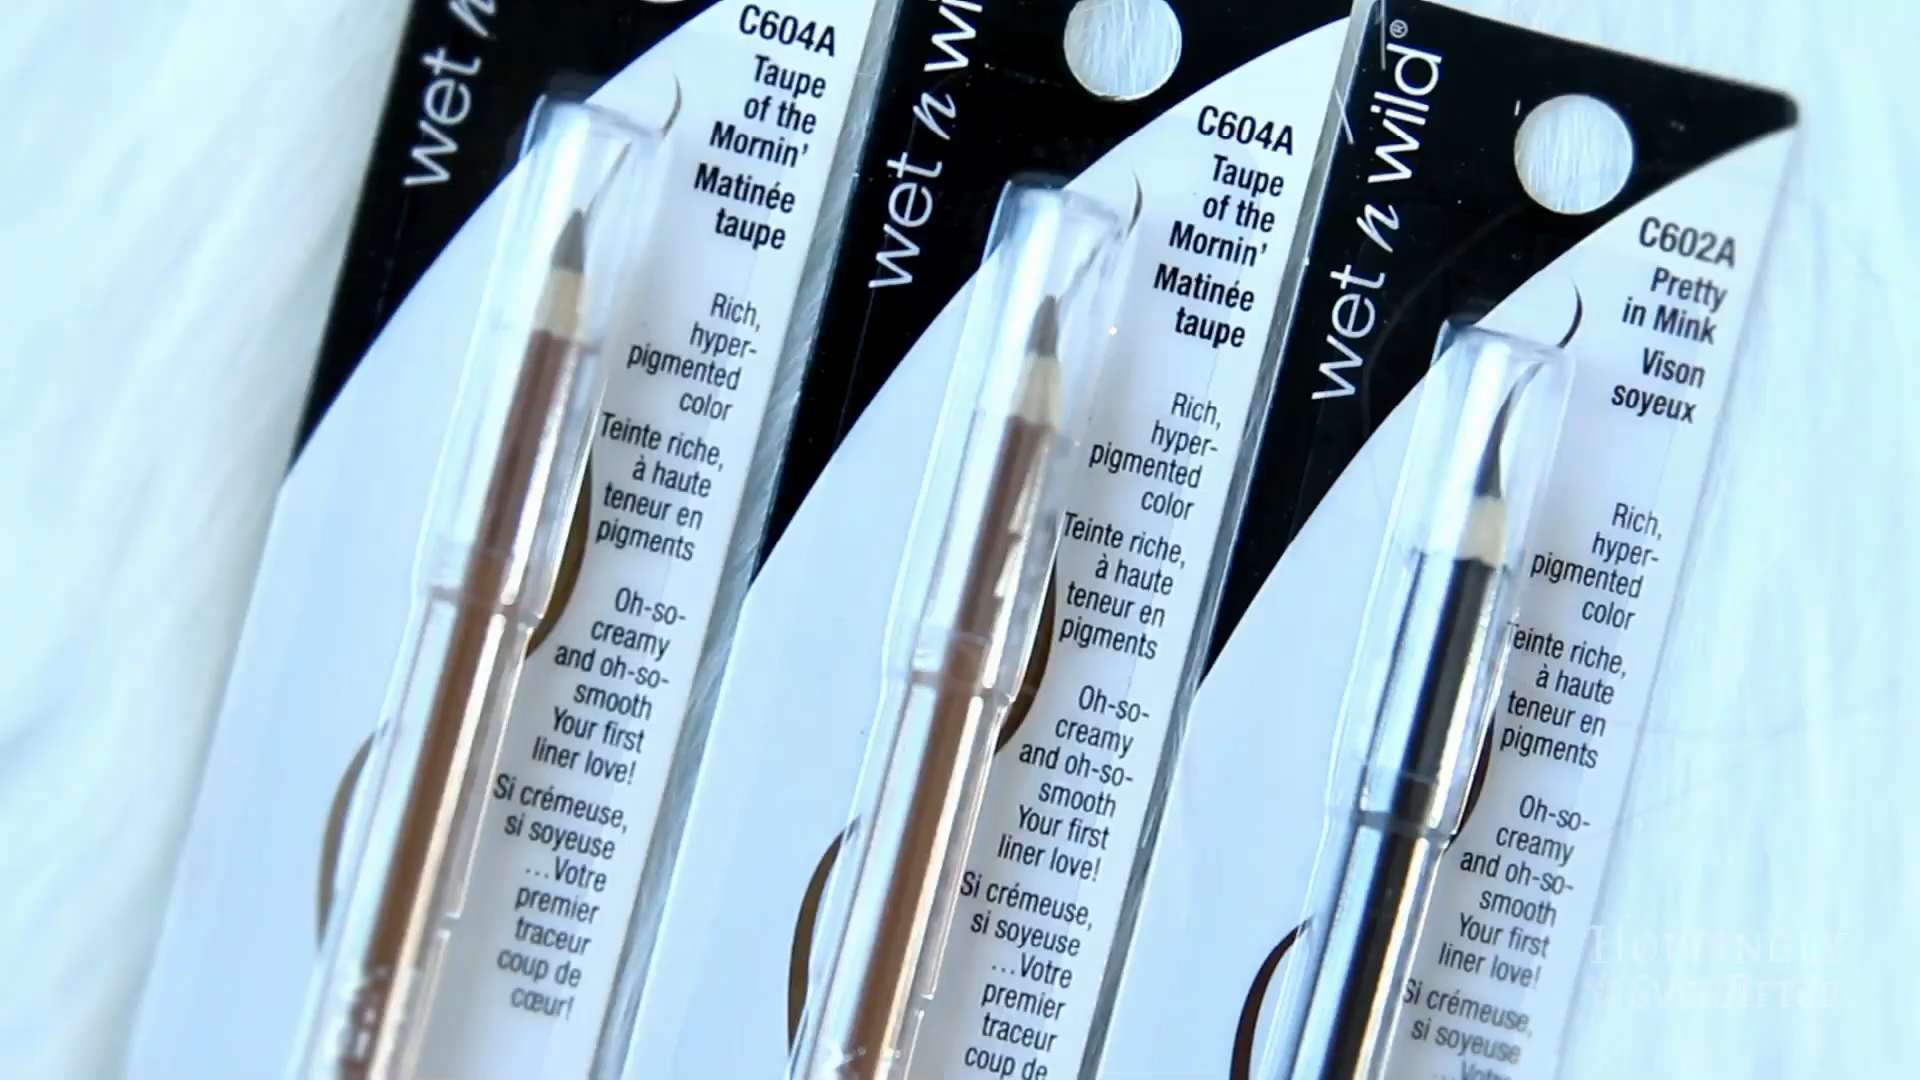 wet n
C604A
Taupe
of the
Mornin'
Matinée
taupe
Rich,
hyper-
pigmented
color
Teinte riche,
à haute
teneur en
pigments
Oh-so-
creamy
and oh-so-
smooth
Your first
liner love!
Si crémeuse,
si soyeuse
...Votre
premier
traceur
coup de
cœur!
wet n wi
C604A
Taupe
of the
Mornin'
Matinée
taupe
Rich,
hyper-
pigmented
color
Teinte riche,
à haute
teneur en
pigments
Oh-so-
creamy
and oh-so-
smooth
Your first
liner love!
Si crémeuse,
si soyeuse
...Votre
premier
traceur
coup de
wet n wild®
C602A
Pretty
in Mink
Vison
soyeux
Rich,
hyper-
pigmented
color
Teinte riche,
à haute
teneur en
pigments
Oh-so-
creamy
and oh-so-
smooth
Your first
liner love!
Si crémeuse,
si soyeuse